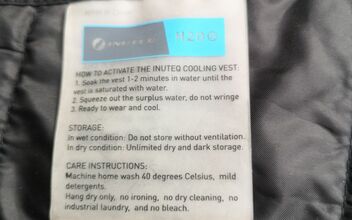 INUTEQ H2O
HOW TO ACTIVATE THE INUTEQ COOLING VEST:
1. Soak the vest 1-2 minutes in water until the
vest is saturated with water.
2. Squeeze out the surplus water, do not wringe
3. Ready to wear and cool.
STORAGE:
In wet condition: Do not store without ventilation.
In dry condition: Unlimited dry and dark storage.
CARE INSTRUCTIONS:
Machine home wash 40 degrees Celsius, mild
detergents.
Hang dry only, no ironing, no dry cleaning, no
industrial laundry, and no bleach.